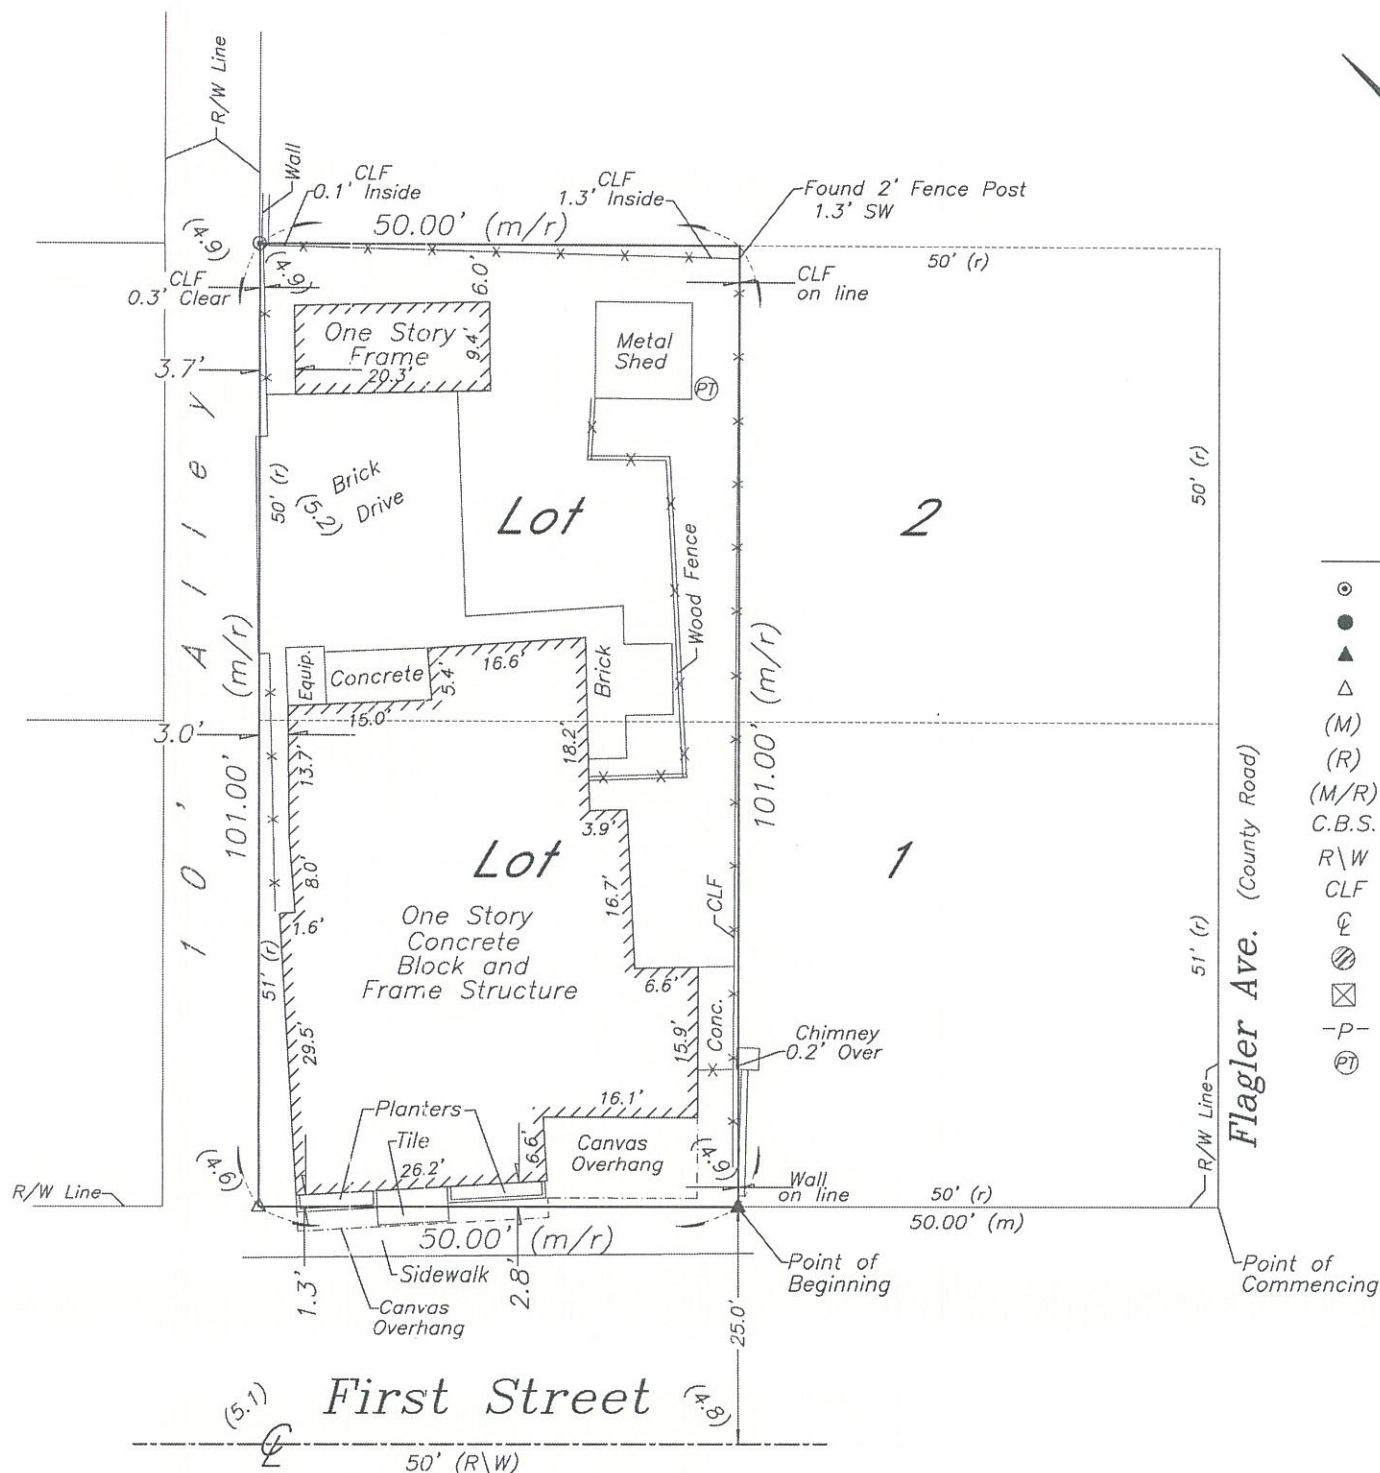 R/W Line
Wall
CLF
0.1' Inside
CLF
1.3' Inside
Found 2' Fence Post
1.3' SW
50.00' (m/r)
(4.9)
(4.9)
50' (r)
CLF
0.3' Clear
6.0'
CLF
on line
One Story
Frame
9.4'
20.3'
Metal
Shed
PT
3.7'
50' (r)
(5.2)
Brick
Drive
Lot
2
50' (r)
Wood Fence
10' Alley
(m/r)
101.00'
Equip.
Concrete
5.4'
16.6'
Brick
15.0'
101.00' (m/r)
3.0'
13.7'
18.2'
3.9'
8.0'
Lot
1
16.7'
CLF
1.6'
One Story
Concrete
Block and
Frame Structure
51' (r)
6.6'
51' (r)
29.5'
15.9'
Conc.
Chimney
0.2' Over
Flagler Ave. (County Road)
R/W Line
16.1'
Planters
Tile
26.2'
6.6'
Canvas
Overhang
(4.9)
(4.9)
Wall
on line
R/W Line
50' (r)
50.00' (m)
50.00' (m/r)
Sidewalk
1.3'
2.8'
Canvas
Overhang
Point of
Beginning
Point of
Commencing
25.0'
(5.1)
First Street
(4.8)
℄
50' (R\W)
(M)
(R)
(M/R)
C.B.S.
R\W
CLF
℄
-P-
PT